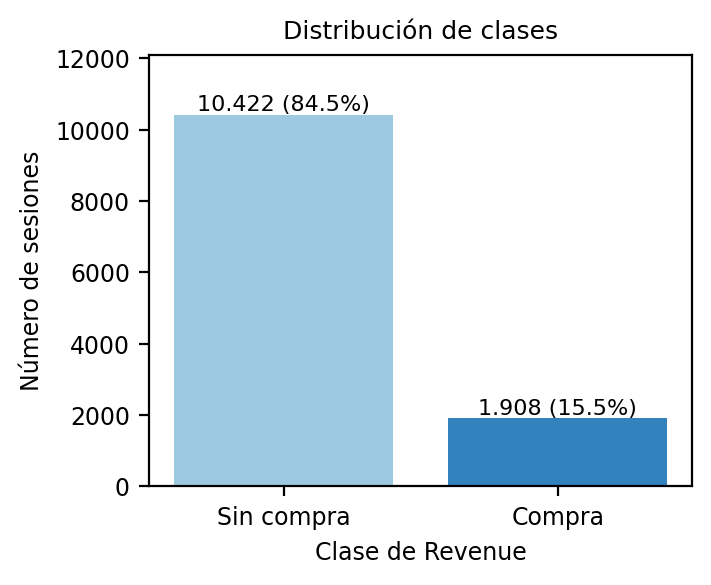 Distribución de clases
12000
10000
8000
6000
4000
2000
0
Número de sesiones
10.422 (84.5%)
1.908 (15.5%)
Sin compra
Compra
Clase de Revenue